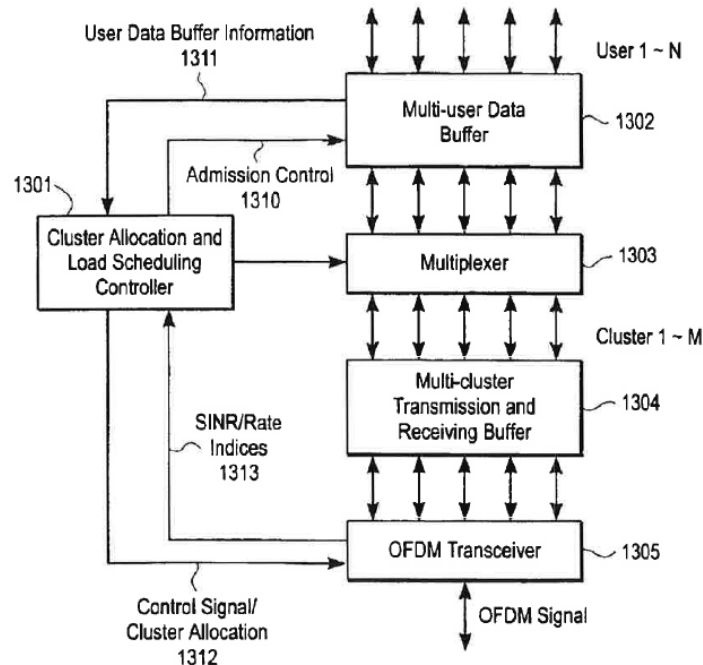 User Data Buffer Information
1311
User 1 ~ N
Multi-user Data
Buffer
1302
1301
Admission Control
1310
Cluster Allocation and
Load Scheduling
Controller
Multiplexer
1303
Cluster 1 ~ M
Multi-cluster
Transmission and
Receiving Buffer
1304
SINR/Rate
Indices
1313
OFDM Transceiver
1305
Control Signal/
Cluster Allocation
1312
OFDM Signal